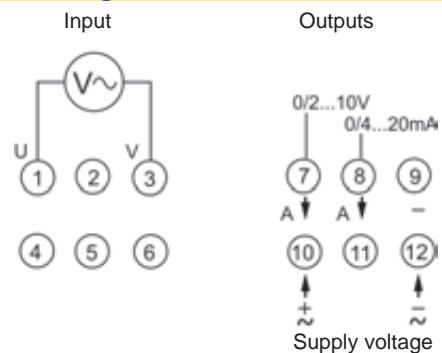 Input Outputs
V~
0/2...10V
0/4...20mA
U V
1 2 3 7 8 9
A A –
4 5 6 10 11 12
+ –
~ ~
Supply voltage